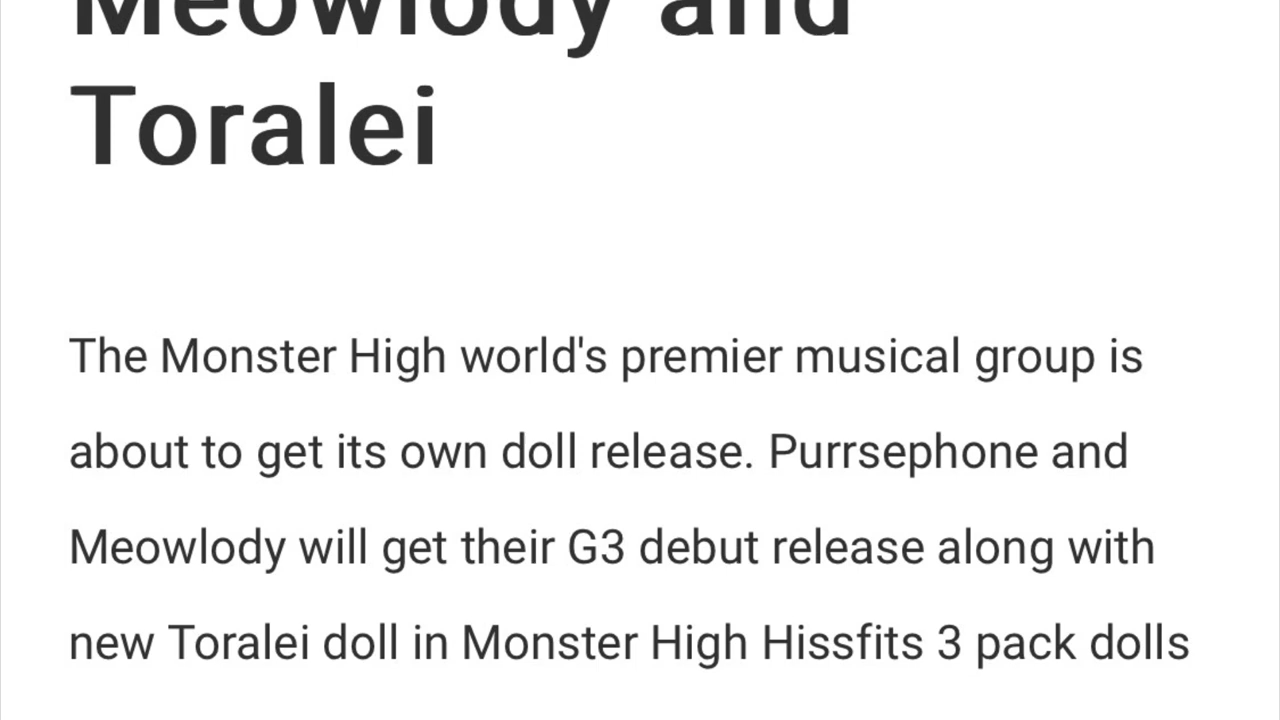 Meowlody and
Toralei
The Monster High world's premier musical group is
about to get its own doll release. Purrsephone and
Meowlody will get their G3 debut release along with
new Toralei doll in Monster High Hissfits 3 pack dolls